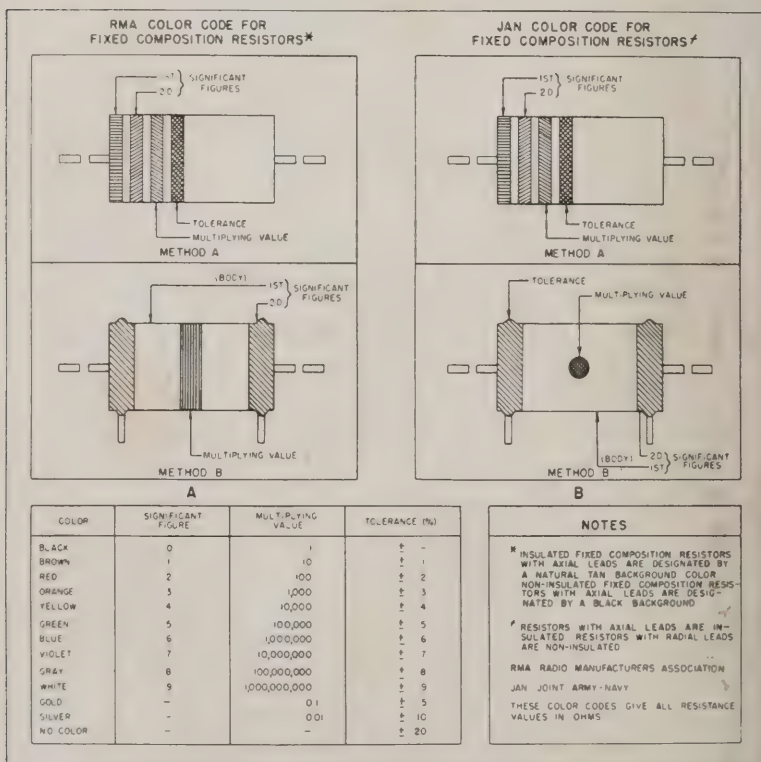 RMA COLOR CODE FOR
FIXED COMPOSITION RESISTORS*
1ST } SIGNIFICANT
2D } FIGURES
TOLERANCE
MULTIPLYING VALUE
METHOD A
(BODY)
1ST } SIGNIFICANT
2D } FIGURES
MULTIPLYING VALUE
METHOD B
A
JAN COLOR CODE FOR
FIXED COMPOSITION RESISTORS≠
1ST } SIGNIFICANT
2D } FIGURES
TOLERANCE
MULTIPLYING VALUE
METHOD A
TOLERANCE
MULTIPLYING VALUE
(BODY) 2D } SIGNIFICANT
1ST } FIGURES
METHOD B
B
COLOR SIGNIFICANT FIGURE MULTIPLYING VALUE TOLERANCE (%)
BLACK 0 1 ± -
BROWN 1 10 ± 1
RED 2 100 ± 2
ORANGE 3 1,000 ± 3
YELLOW 4 10,000 ± 4
GREEN 5 100,000 ± 5
BLUE 6 1,000,000 ± 6
VIOLET 7 10,000,000 ± 7
GRAY 8 100,000,000 ± 8
WHITE 9 1,000,000,000 ± 9
GOLD - 0.1 ± 5
SILVER - 0.01 ± 10
NO COLOR - - ± 20
NOTES
* INSULATED FIXED COMPOSITION RESISTORS
WITH AXIAL LEADS ARE DESIGNATED BY
A NATURAL TAN BACKGROUND COLOR
NON-INSULATED FIXED COMPOSITION RESIS-
TORS WITH AXIAL LEADS ARE DESIG-
NATED BY A BLACK BACKGROUND
≠ RESISTORS WITH AXIAL LEADS ARE IN-
SULATED RESISTORS WITH RADIAL LEADS
ARE NON-INSULATED
RMA RADIO MANUFACTURERS ASSOCIATION
JAN JOINT ARMY-NAVY
THESE COLOR CODES GIVE ALL RESISTANCE
VALUES IN OHMS